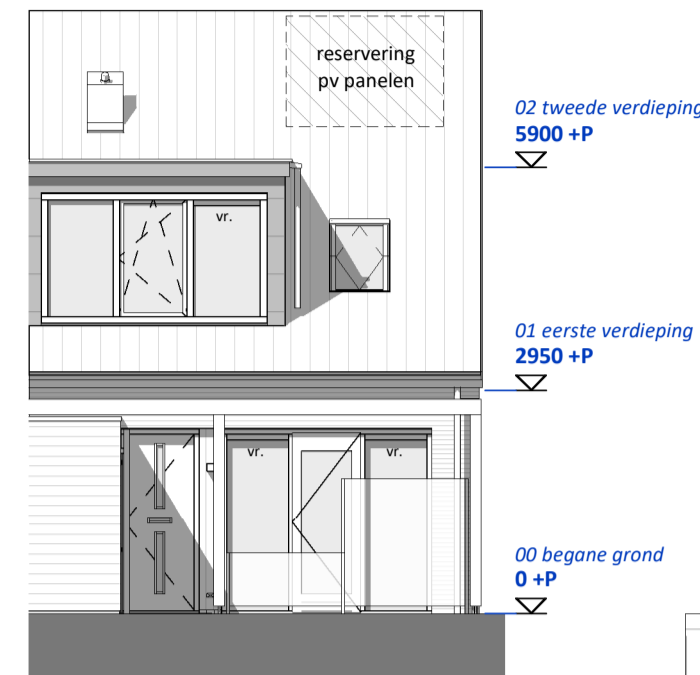 reservering
pv panelen
02 tweede verdieping
5900 +P
vr.
01 eerste verdieping
2950 +P
vr.
vr.
00 begane grond
0 +P